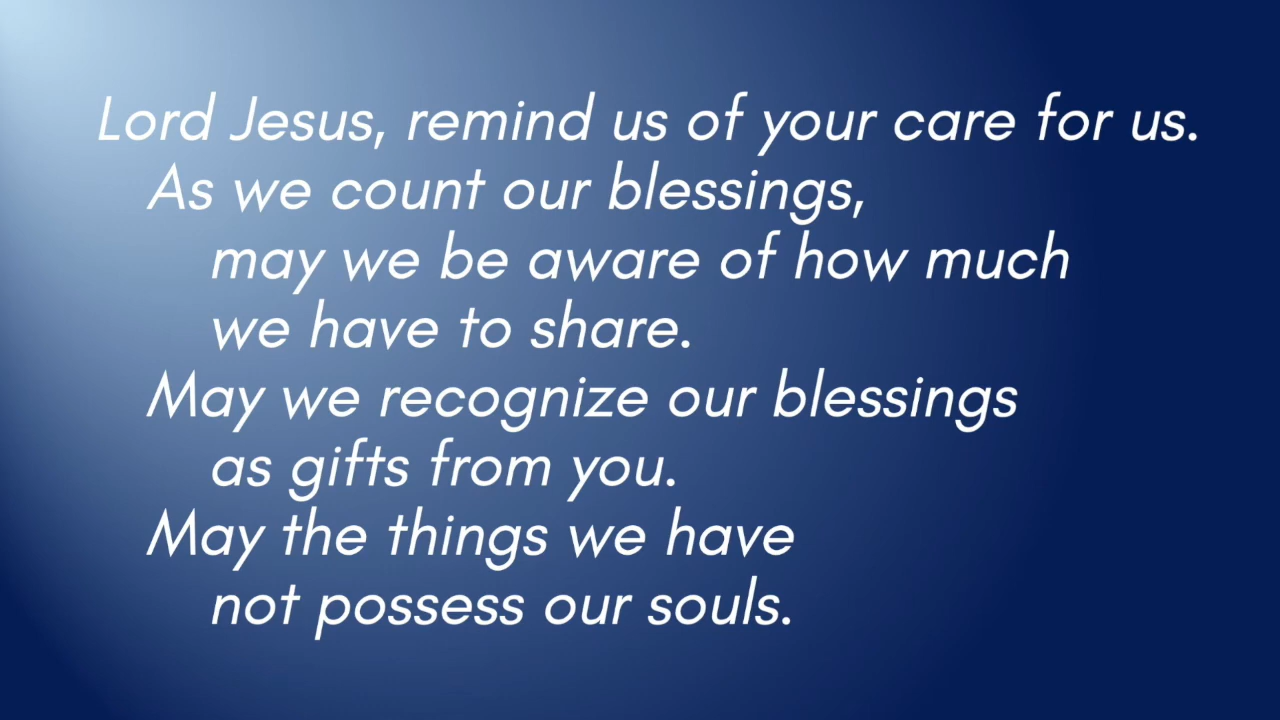 Lord Jesus, remind us of your care for us.
As we count our blessings,
may we be aware of how much
we have to share.
May we recognize our blessings
as gifts from you.
May the things we have
not possess our souls.